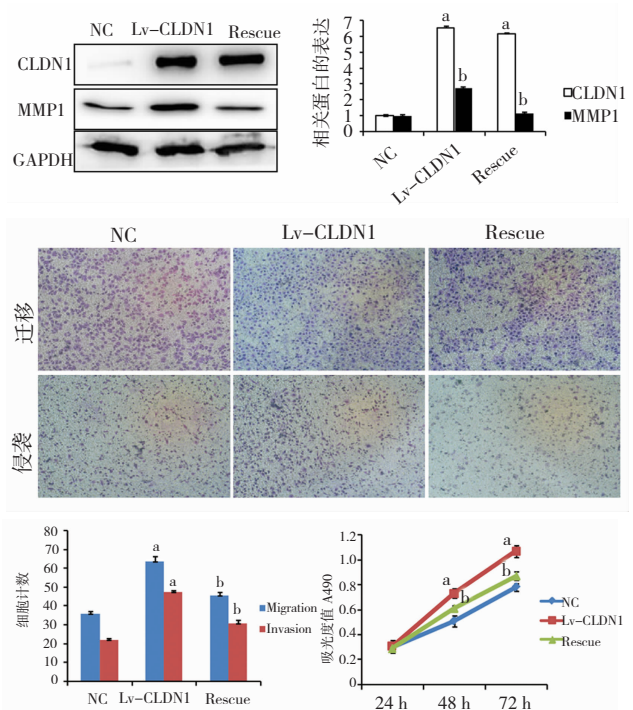 NC Lv-CLDN1 Rescue
CLDN1
MMP1
GAPDH
相关蛋白的表达
7
6
5
4
3
2
1
0
a
b
a
b
NC
Lv-CLDN1
Rescue
CLDN1
MMP1
NC Lv-CLDN1 Rescue
迁移
侵袭
细胞计数
80
70
60
50
40
30
20
10
0
a
a
b
b
NC Lv-CLDN1 Rescue
Migration
Invasion
吸光度值 A490
1.2
1.0
0.8
0.6
0.4
0.2
0
a
b
a
b
24 h 48 h 72 h
NC
Lv-CLDN1
Rescue